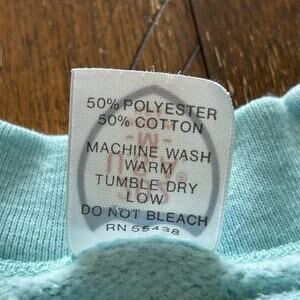 50% POLYESTER
50% COTTON
MACHINE WASH
WARM
TUMBLE DRY
LOW
DO NOT BLEACH
RN 55438